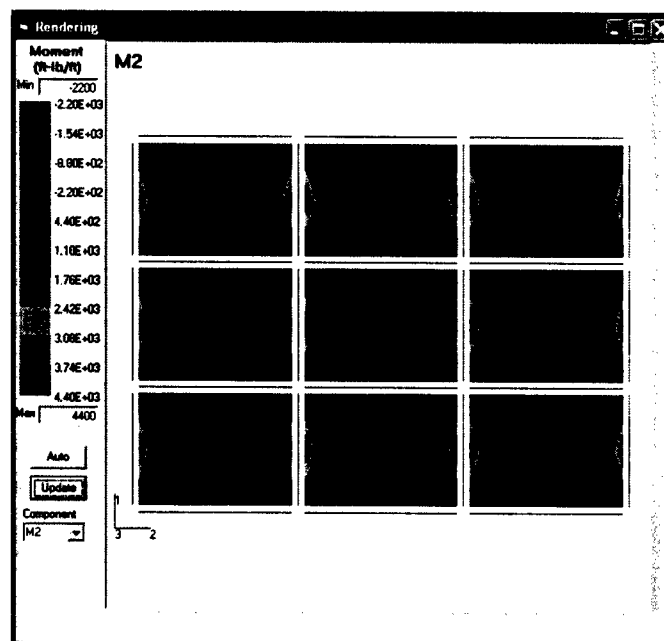 Rendering
Moment
(ft-lb/ft)
M2
Min -2200
-2.20E+03
-1.54E+03
-8.80E+02
-2.20E+02
4.40E+02
1.10E+03
1.76E+03
2.42E+03
3.08E+03
3.74E+03
4.40E+03
Max 4400
Auto
Update
Component
M2
1
3 2